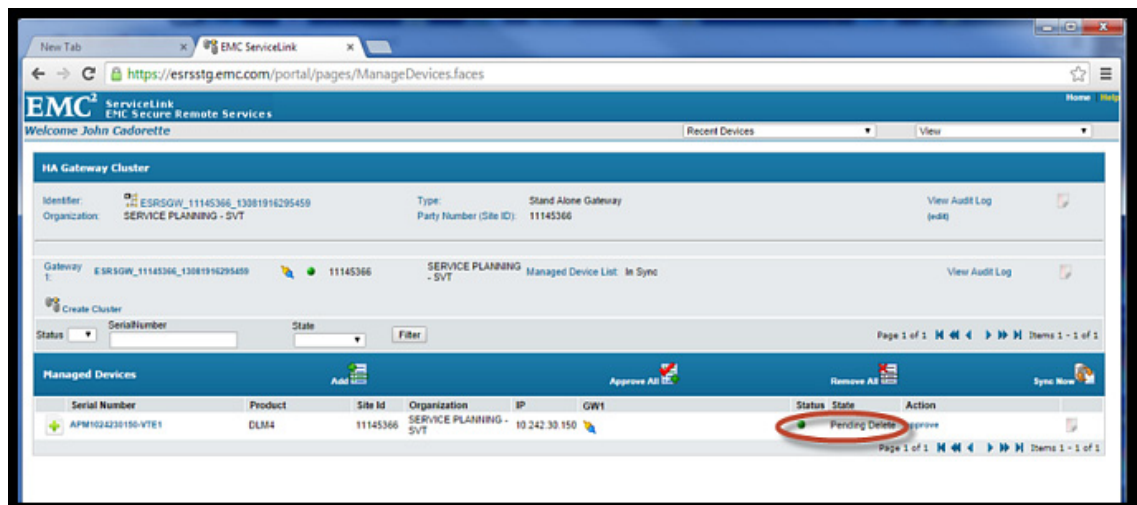 New Tab
EMC ServiceLink
https://esrsstg.emc.com/portal/pages/ManageDevices.faces
EMC² ServiceLink
EMC Secure Remote Services
Home Help
Welcome John Cadorette
Recent Devices
View
HA Gateway Cluster
Identifier: ESRSGW_11145366_13081916295459 Type: Stand Alone Gateway View Audit Log
Organization: SERVICE PLANNING - SVT Party Number (Site ID): 11145366 (edit)
Gateway 1: ESRSGW_11145366_13081916295459 11145366 SERVICE PLANNING - SVT Managed Device List: In Sync View Audit Log
Create Cluster
Status SerialNumber State Filter Page 1 of 1 Items 1 - 1 of 1
Managed Devices Add Approve All Remove All Sync Now
Serial Number Product Site Id Organization IP GW1 Status State Action
APM1024230150-VTE1 DLM4 11145366 SERVICE PLANNING - SVT 10.242.30.150 Pending Delete approve
Page 1 of 1 Items 1 - 1 of 1